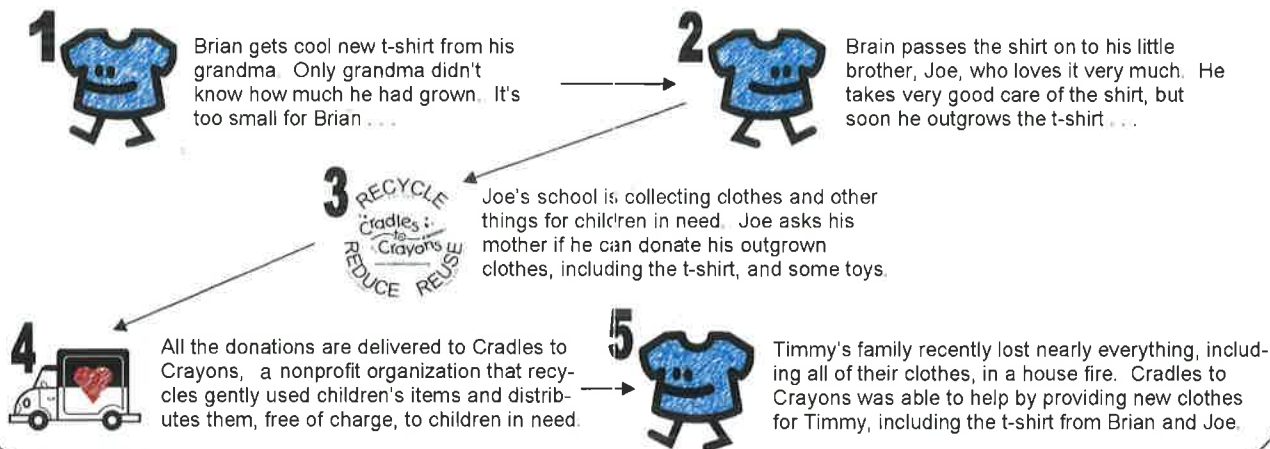 1
Brian gets cool new t-shirt from his
grandma. Only grandma didn't
know how much he had grown. It's
too small for Brian . . .
2
Brain passes the shirt on to his little
brother, Joe, who loves it very much. He
takes very good care of the shirt, but
soon he outgrows the t-shirt . . .
3
RECYCLE
Cradles
to
Crayons
REDUCE REUSE
Joe's school is collecting clothes and other
things for children in need. Joe asks his
mother if he can donate his outgrown
clothes, including the t-shirt, and some toys.
4
All the donations are delivered to Cradles to
Crayons, a nonprofit organization that recy-
cles gently used children's items and distrib-
utes them, free of charge, to children in need.
5
Timmy's family recently lost nearly everything, includ-
ing all of their clothes, in a house fire. Cradles to
Crayons was able to help by providing new clothes
for Timmy, including the t-shirt from Brian and Joe.